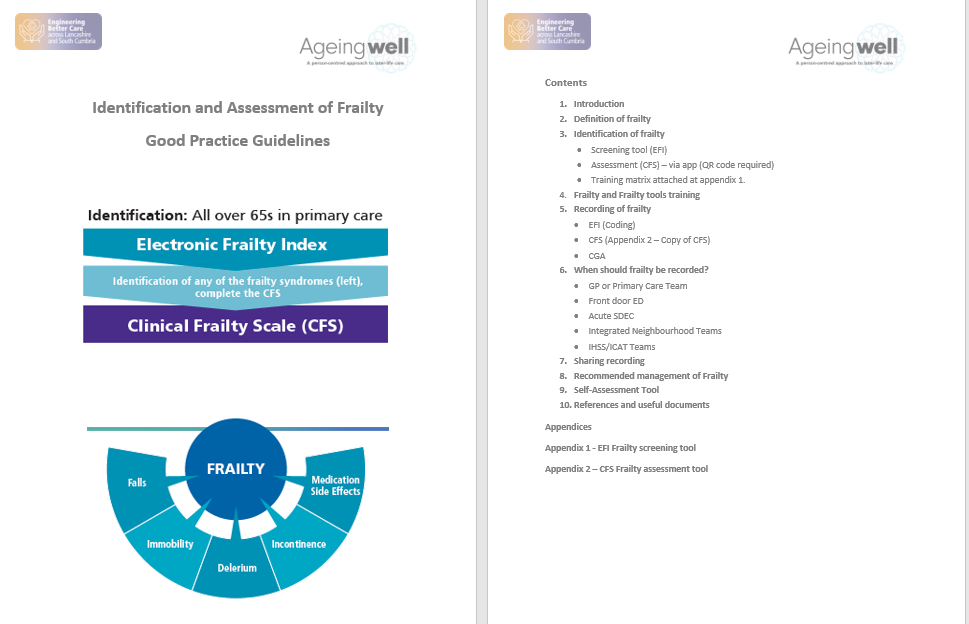 Engineering
Better Care
across Lancashire
and South Cumbria
Ageingwell
A person-centred approach to later-life care
Identification and Assessment of Frailty
Good Practice Guidelines
Identification: All over 65s in primary care
Electronic Frailty Index
Identification of any of the frailty syndromes (left),
complete the CFS
Clinical Frailty Scale (CFS)
FRAILTY
Falls
Immobility
Delerium
Incontinence
Medication
Side Effects
Engineering
Better Care
across Lancashire
and South Cumbria
Ageingwell
A person-centred approach to later-life care
Contents
1. Introduction
2. Definition of frailty
3. Identification of frailty
• Screening tool (EFI)
• Assessment (CFS) – via app (QR code required)
• Training matrix attached at appendix 1.
4. Frailty and Frailty tools training
5. Recording of frailty
• EFI (Coding)
• CFS (Appendix 2 – Copy of CFS)
• CGA
6. When should frailty be recorded?
• GP or Primary Care Team
• Front door ED
• Acute SDEC
• Integrated Neighbourhood Teams
• IHSS/ICAT Teams
7. Sharing recording
8. Recommended management of Frailty
9. Self-Assessment Tool
10. References and useful documents
Appendices
Appendix 1 - EFI Frailty screening tool
Appendix 2 – CFS Frailty assessment tool